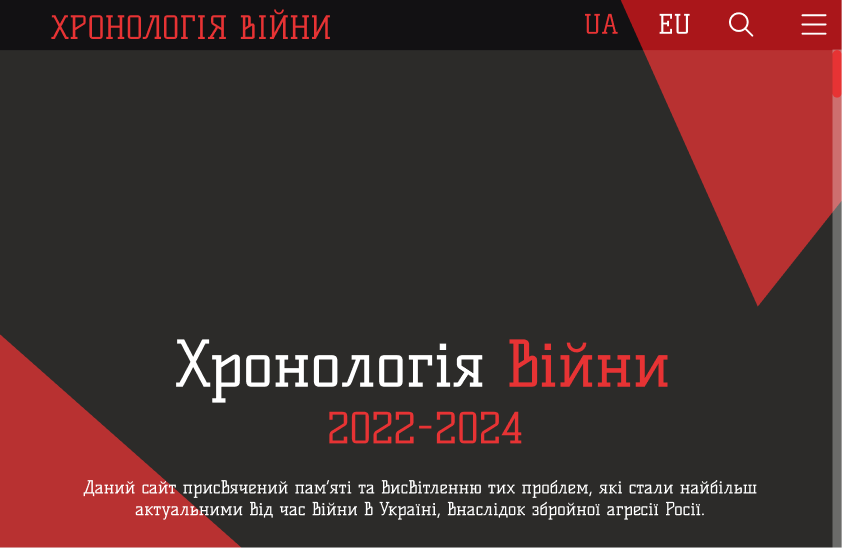 ХРОНОЛОГІЯ ВІЙНИ
UA EU
Хронологія Війни
2022-2024
Даний сайт присвячений пам’яті та висвітленню тих проблем, які стали найбільш
актуальними від час війни в Україні, внаслідок збройної агресії Росії.